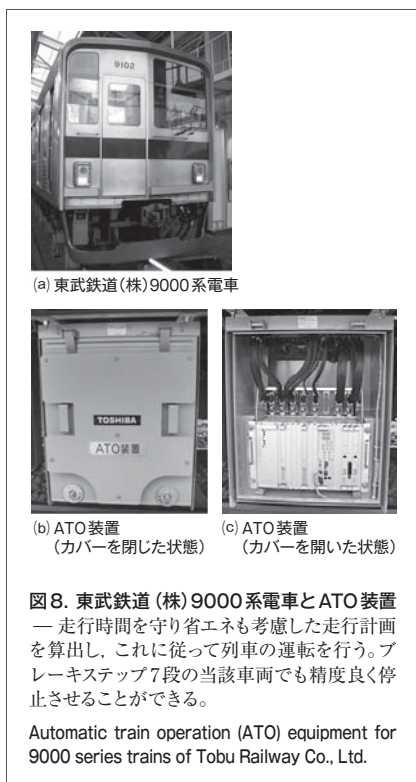 9102
(a) 東武鉄道(株)9000系電車
TOSHIBA
ATO装置
(b) ATO装置
(カバーを閉じた状態)
(c) ATO装置
(カバーを開いた状態)
図8. 東武鉄道(株)9000系電車とATO装置
— 走行時間を守り省エネも考慮した走行計画
を算出し，これに従って列車の運転を行う。ブ
レーキステップ7段の当該車両でも精度良く停
止させることができる。
Automatic train operation (ATO) equipment for
9000 series trains of Tobu Railway Co., Ltd.